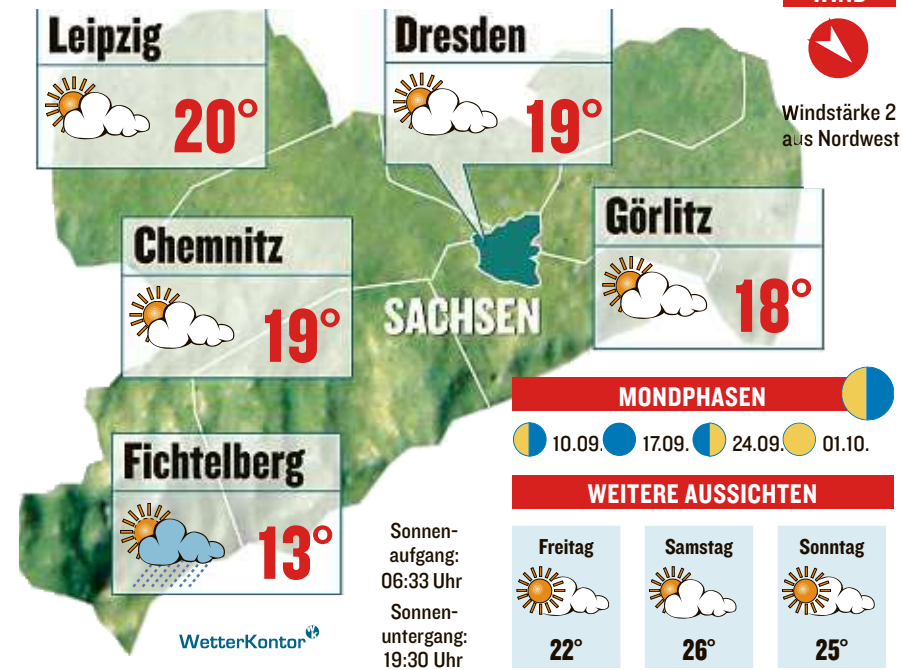 WIND
Windstärke 2
aus Nordwest
Leipzig
20°
Dresden
19°
Chemnitz
19°
Görlitz
18°
SACHSEN
Fichtelberg
13°
WetterKontor
Sonnen-
aufgang:
06:33 Uhr
Sonnen-
untergang:
19:30 Uhr
MONDPHASEN
10.09. 17.09. 24.09. 01.10.
WEITERE AUSSICHTEN
Freitag Samstag Sonntag
22° 26° 25°